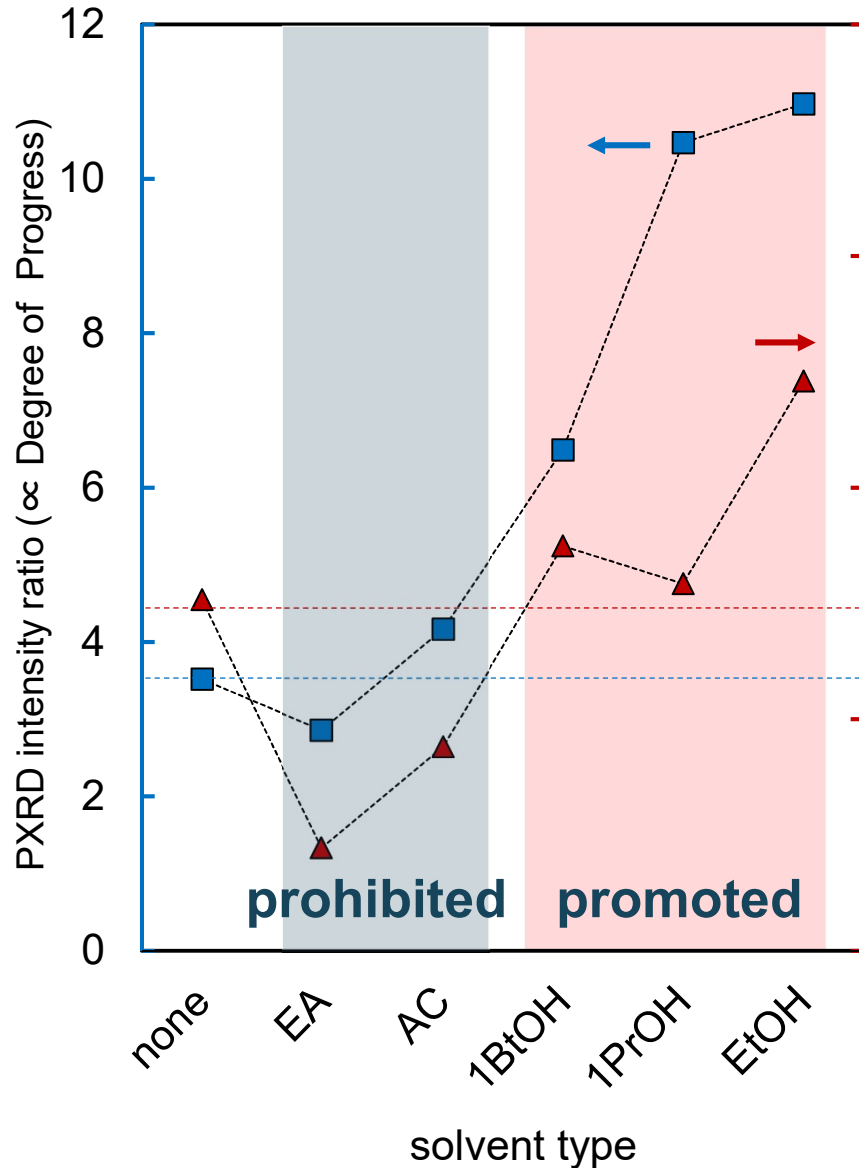 PXRD intensity ratio (∝ Degree of Progress)
12
10
8
6
4
2
0
prohibited
promoted
none
EA
AC
1BtOH
1PrOH
EtOH
solvent type